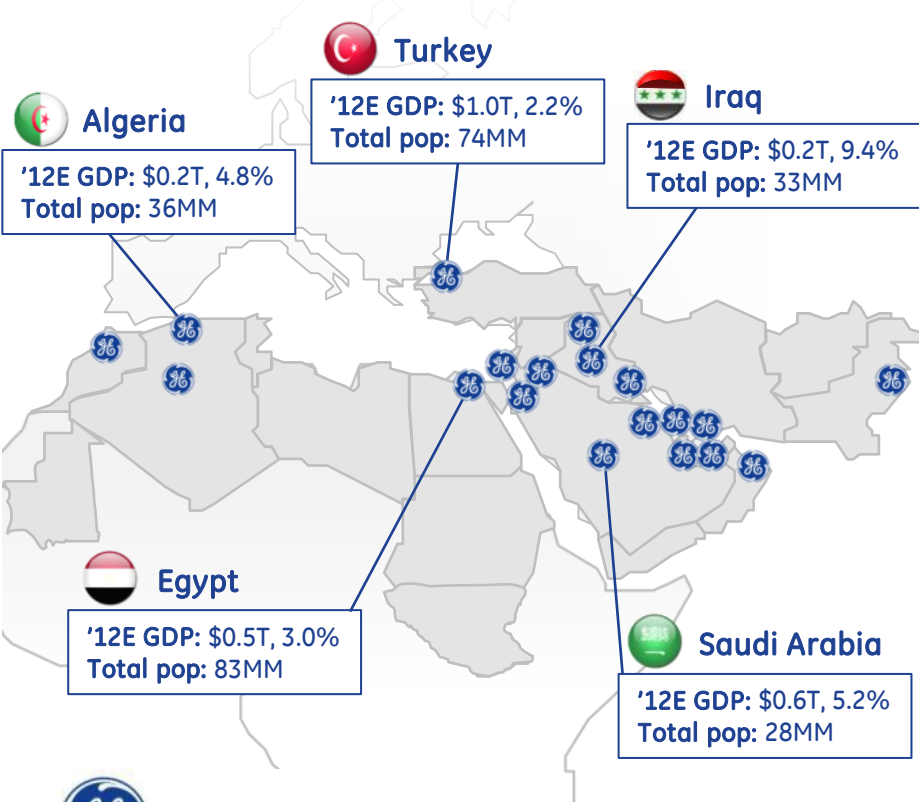 Turkey
'12E GDP: $1.0T, 2.2%
Total pop: 74MM
Iraq
'12E GDP: $0.2T, 9.4%
Total pop: 33MM
Algeria
'12E GDP: $0.2T, 4.8%
Total pop: 36MM
Egypt
'12E GDP: $0.5T, 3.0%
Total pop: 83MM
Saudi Arabia
'12E GDP: $0.6T, 5.2%
Total pop: 28MM